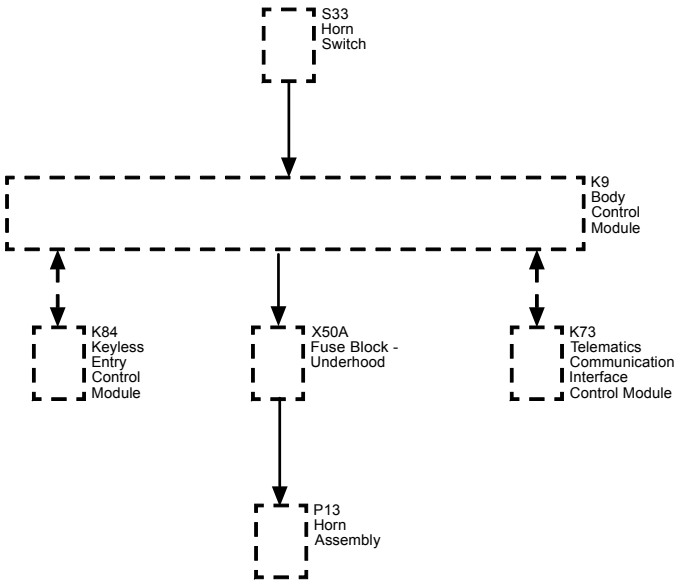 S33
Horn
Switch
K9
Body
Control
Module
K84
Keyless
Entry
Control
Module
X50A
Fuse Block -
Underhood
K73
Telematics
Communication
Interface
Control Module
P13
Horn
Assembly